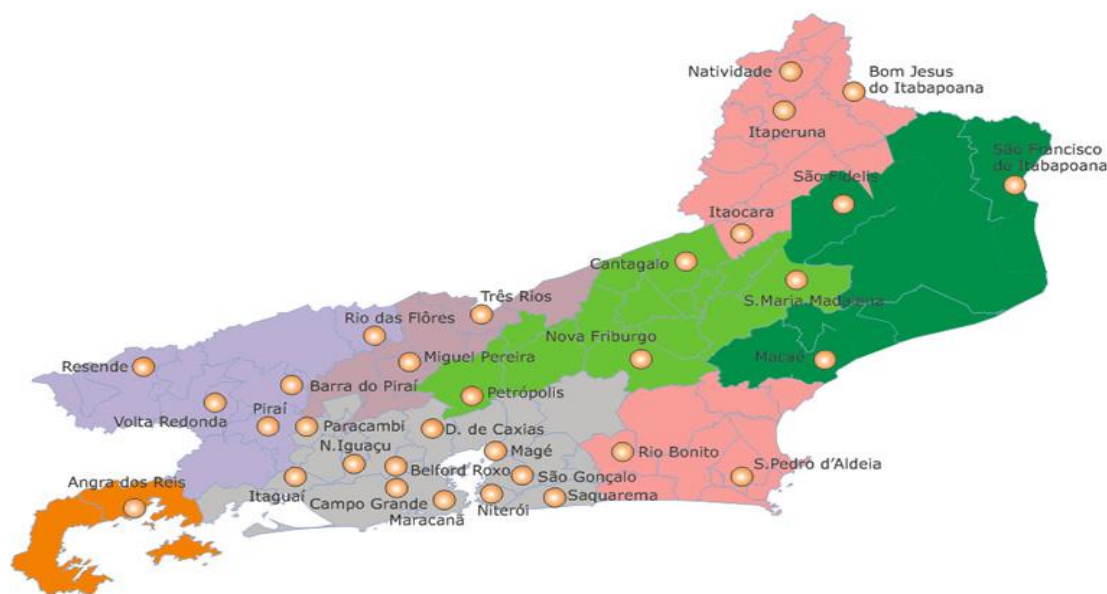 Natividade
Bom Jesus
do Itabapoana
Itaperuna
São Francisco
de Itabapoana
São Fidelis
Itaocara
Cantagalo
S.Maria Madalena
Três Rios
Rio das Flôres
Nova Friburgo
Miguel Pereira
Macaé
Resende
Barra do Piraí
Petrópolis
Volta Redonda
Piraí
Paracambi
D. de Caxias
N.Iguaçu
Magé
Rio Bonito
Belford Roxo
S.Pedro d’Aldeia
Angra dos Reis
São Gonçalo
Itaguaí
Campo Grande
Saquarema
Niterói
Maracanã